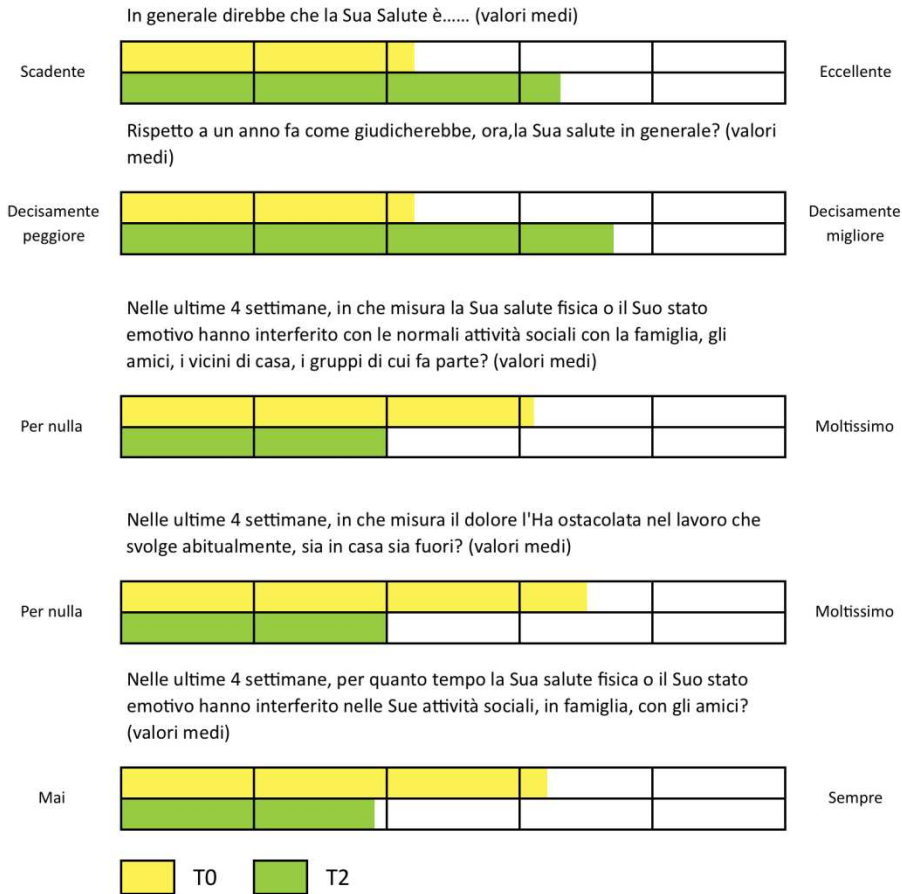 In generale direbbe che la Sua Salute è...... (valori medi)
Scadente
Eccellente
Rispetto a un anno fa come giudicherebbe, ora,la Sua salute in generale? (valori
medi)
Decisamente
peggiore
Decisamente
migliore
Nelle ultime 4 settimane, in che misura la Sua salute fisica o il Suo stato
emotivo hanno interferito con le normali attività sociali con la famiglia, gli
amici, i vicini di casa, i gruppi di cui fa parte? (valori medi)
Per nulla
Moltissimo
Nelle ultime 4 settimane, in che misura il dolore l'Ha ostacolata nel lavoro che
svolge abitualmente, sia in casa sia fuori? (valori medi)
Per nulla
Moltissimo
Nelle ultime 4 settimane, per quanto tempo la Sua salute fisica o il Suo stato
emotivo hanno interferito nelle Sue attività sociali, in famiglia, con gli amici?
(valori medi)
Mai
Sempre
T0
T2